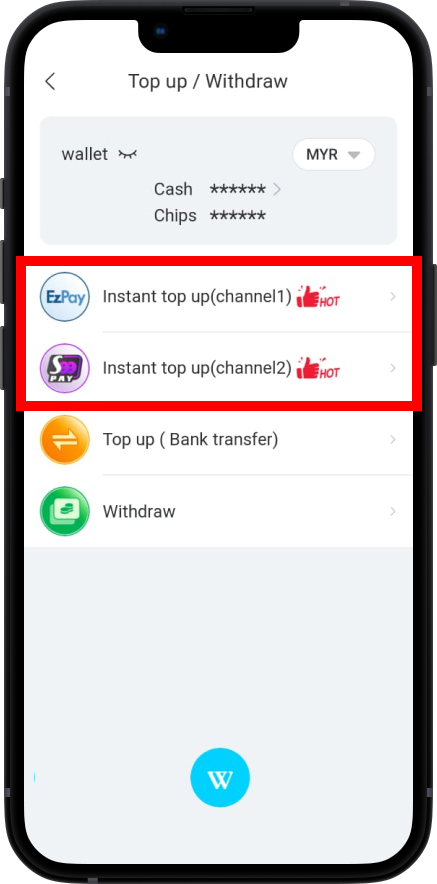 Top up / Withdraw
wallet
MYR
Cash ******
Chips ******
EzPay
Instant top up(channel1)
HOT
PAY
Instant top up(channel2)
HOT
Top up ( Bank transfer)
Withdraw
W